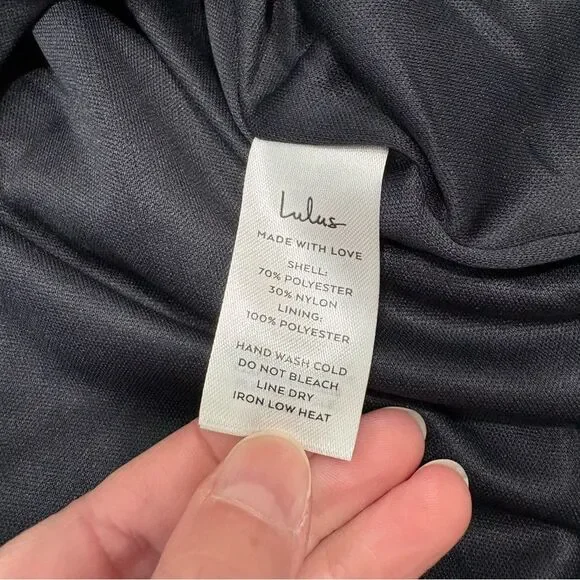 Lulus
MADE WITH LOVE
SHELL:
70% POLYESTER
30% NYLON
LINING:
100% POLYESTER
HAND WASH COLD
DO NOT BLEACH
LINE DRY
IRON LOW HEAT